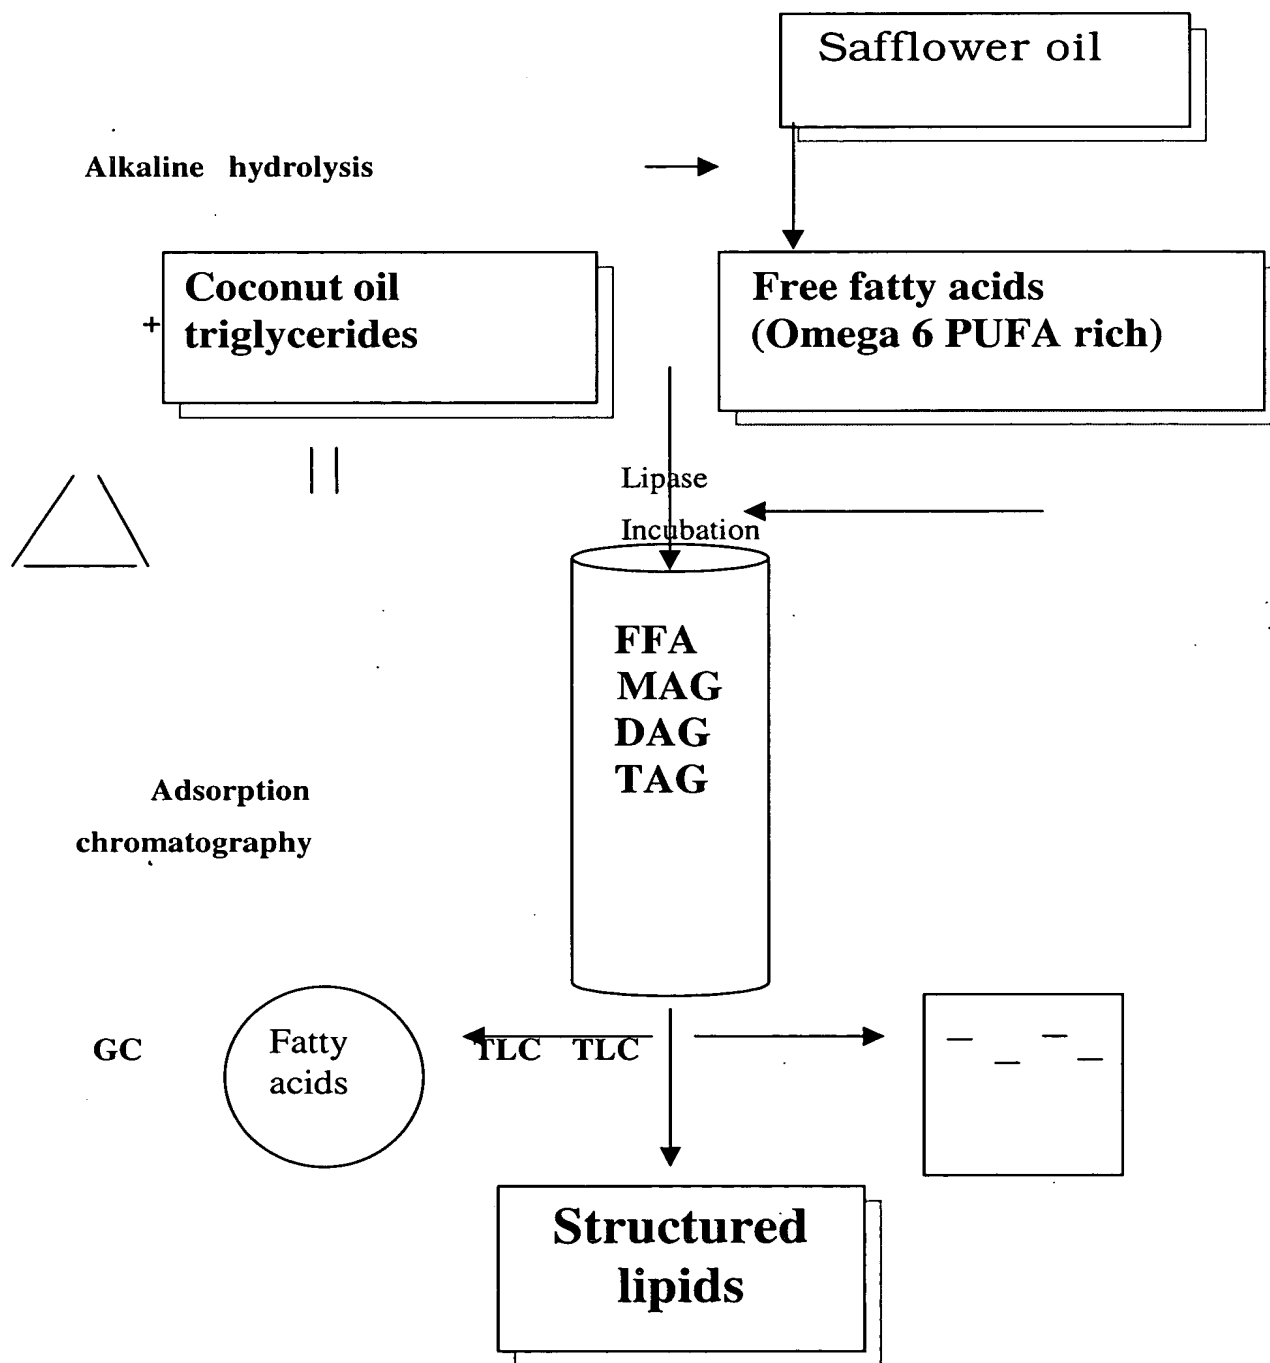 Safflower oil
Alkaline hydrolysis
Coconut oil
triglycerides
+
Free fatty acids
(Omega 6 PUFA rich)
Lipase
Incubation
FFA
MAG
DAG
TAG
Adsorption
chromatography
GC
Fatty
acids
TLC TLC
Structured
lipids